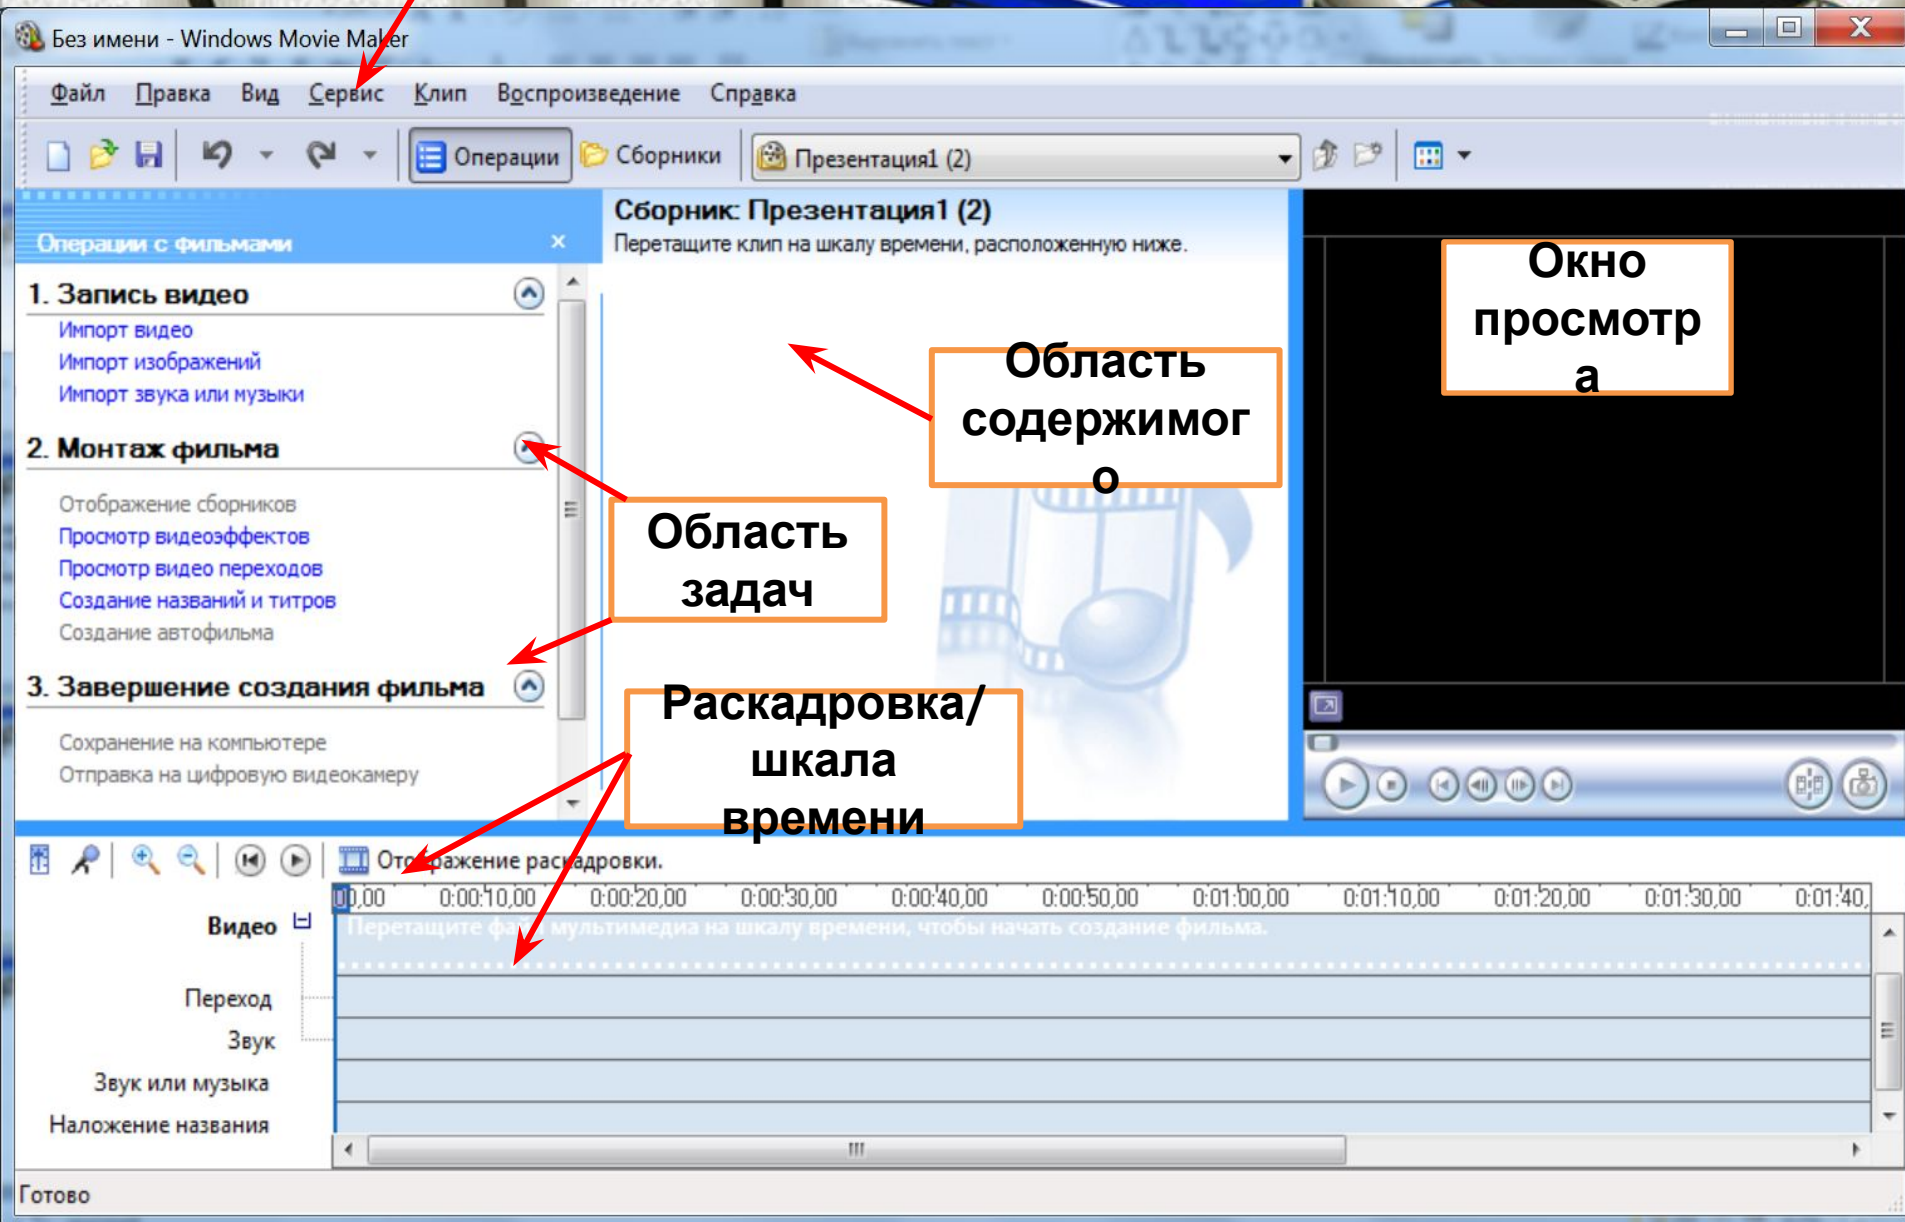 Без имени - Windows Movie Maker
Файл Правка Вид Сервис Клип Воспроизведение Справка
Операции Сборники Презентация1 (2)
Операции с фильмами
Сборник: Презентация1 (2)
Перетащите клип на шкалу времени, расположенную ниже.
1. Запись видео
Импорт видео
Импорт изображений
Импорт звука или музыки
2. Монтаж фильма
Отображение сборников
Просмотр видеоэффектов
Просмотр видео переходов
Создание названий и титров
Создание автофильма
3. Завершение создания фильма
Сохранение на компьютере
Отправка на цифровую видеокамеру
Область
содержимог
о
Окно
просмотр
а
Область
задач
Раскадровка/
шкала
времени
Отображение раскадровки.
00,00 0:00:10,00 0:00:20,00 0:00:30,00 0:00:40,00 0:00:50,00 0:01:00,00 0:01:10,00 0:01:20,00 0:01:30,00 0:01:40,
Видео
Перетащите файл мультимедиа на шкалу времени, чтобы начать создание фильма.
Переход
Звук
Звук или музыка
Наложение названия
Готово